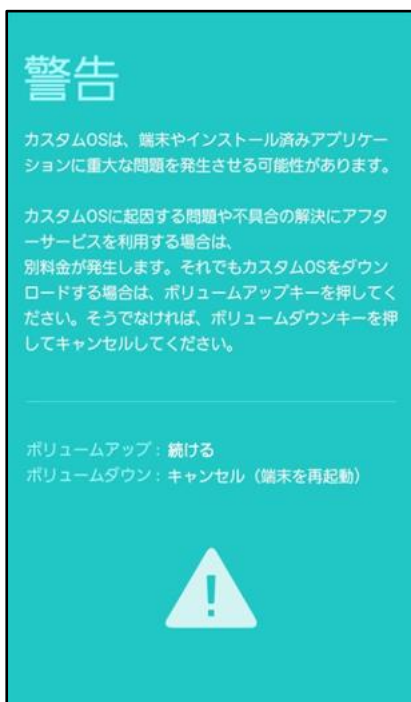 警告
カスタムOSは、端末やインストール済みアプリケー
ションに重大な問題を発生させる可能性があります。
カスタムOSに起因する問題や不具合の解決にアフタ
ーサービスを利用する場合は、
別料金が発生します。それでもカスタムOSをダウン
ロードする場合は、ボリュームアップキーを押してく
ださい。そうでなければ、ボリュームダウンキーを押
してキャンセルしてください。
ボリュームアップ：続ける
ボリュームダウン：キャンセル（端末を再起動）